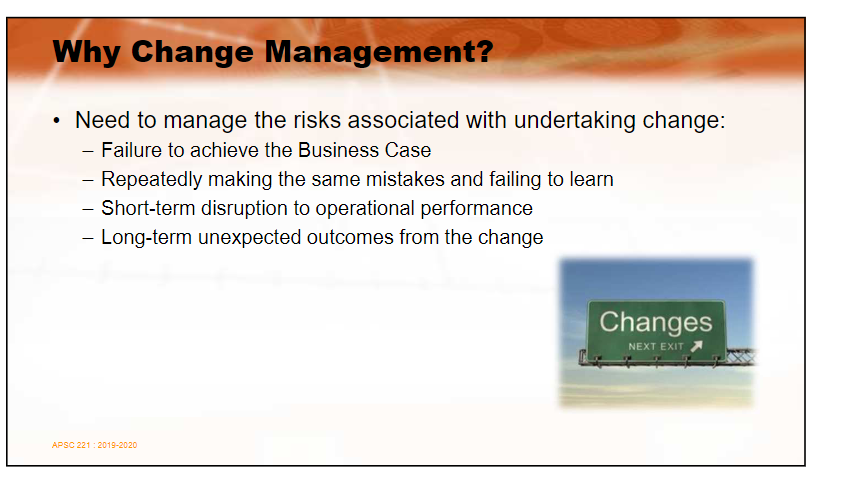 Why Change Management?
• Need to manage the risks associated with undertaking change:
– Failure to achieve the Business Case
– Repeatedly making the same mistakes and failing to learn
– Short-term disruption to operational performance
– Long-term unexpected outcomes from the change
Changes
NEXT EXIT
APSC 221 : 2019-2020